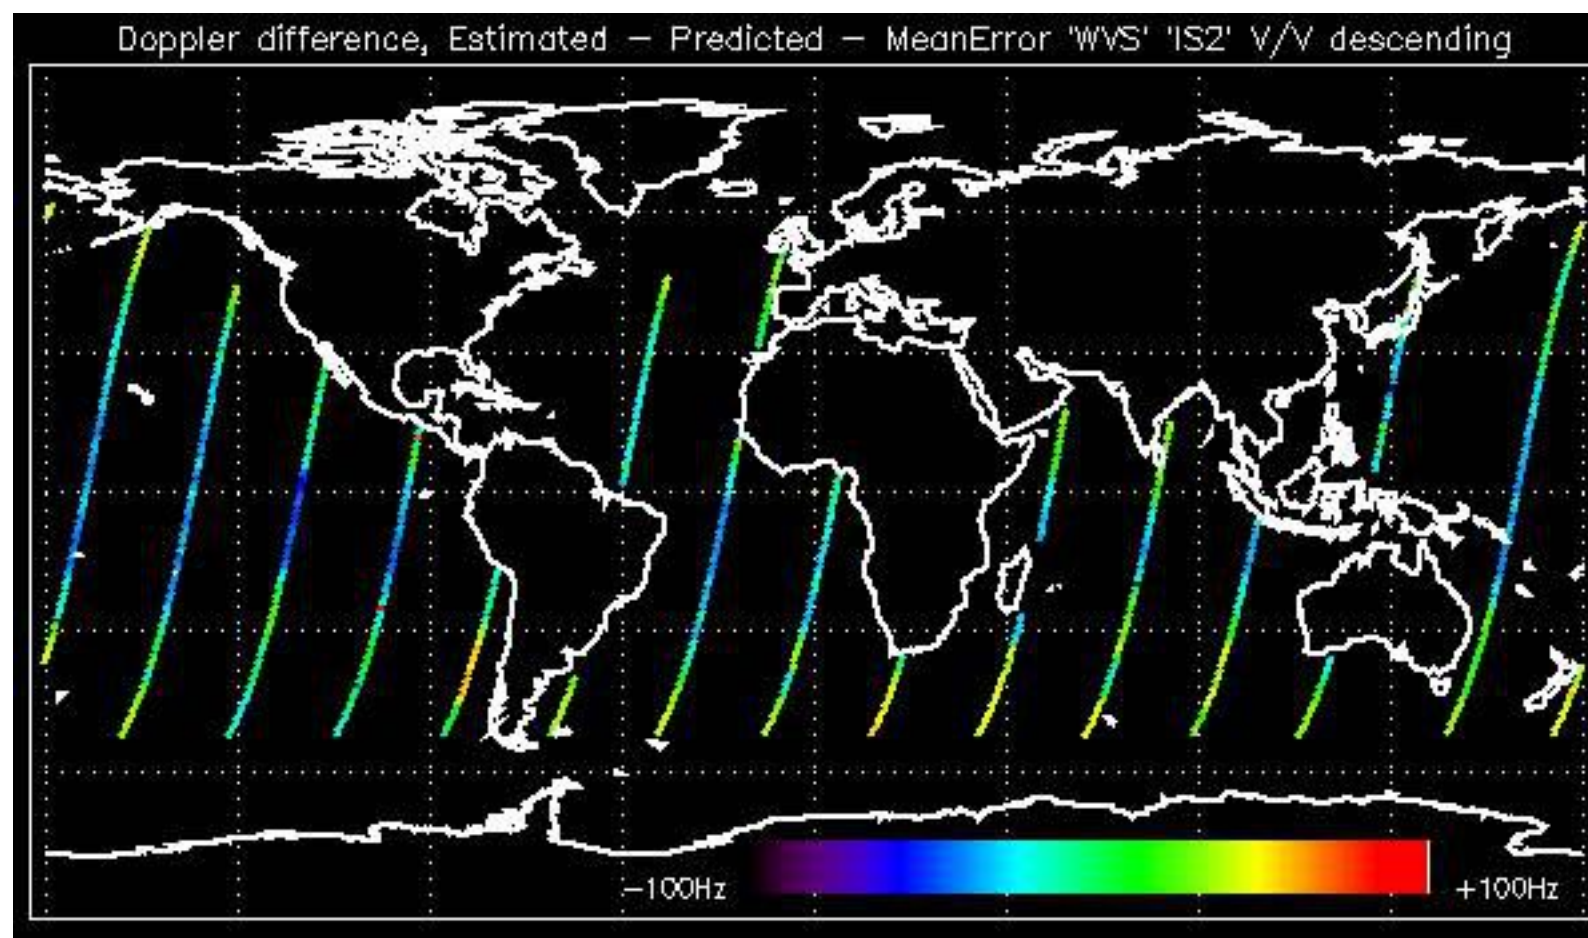 Doppler difference, Estimated – Predicted – MeanError 'WVS' 'IS2' V/V descending
–100Hz +100Hz